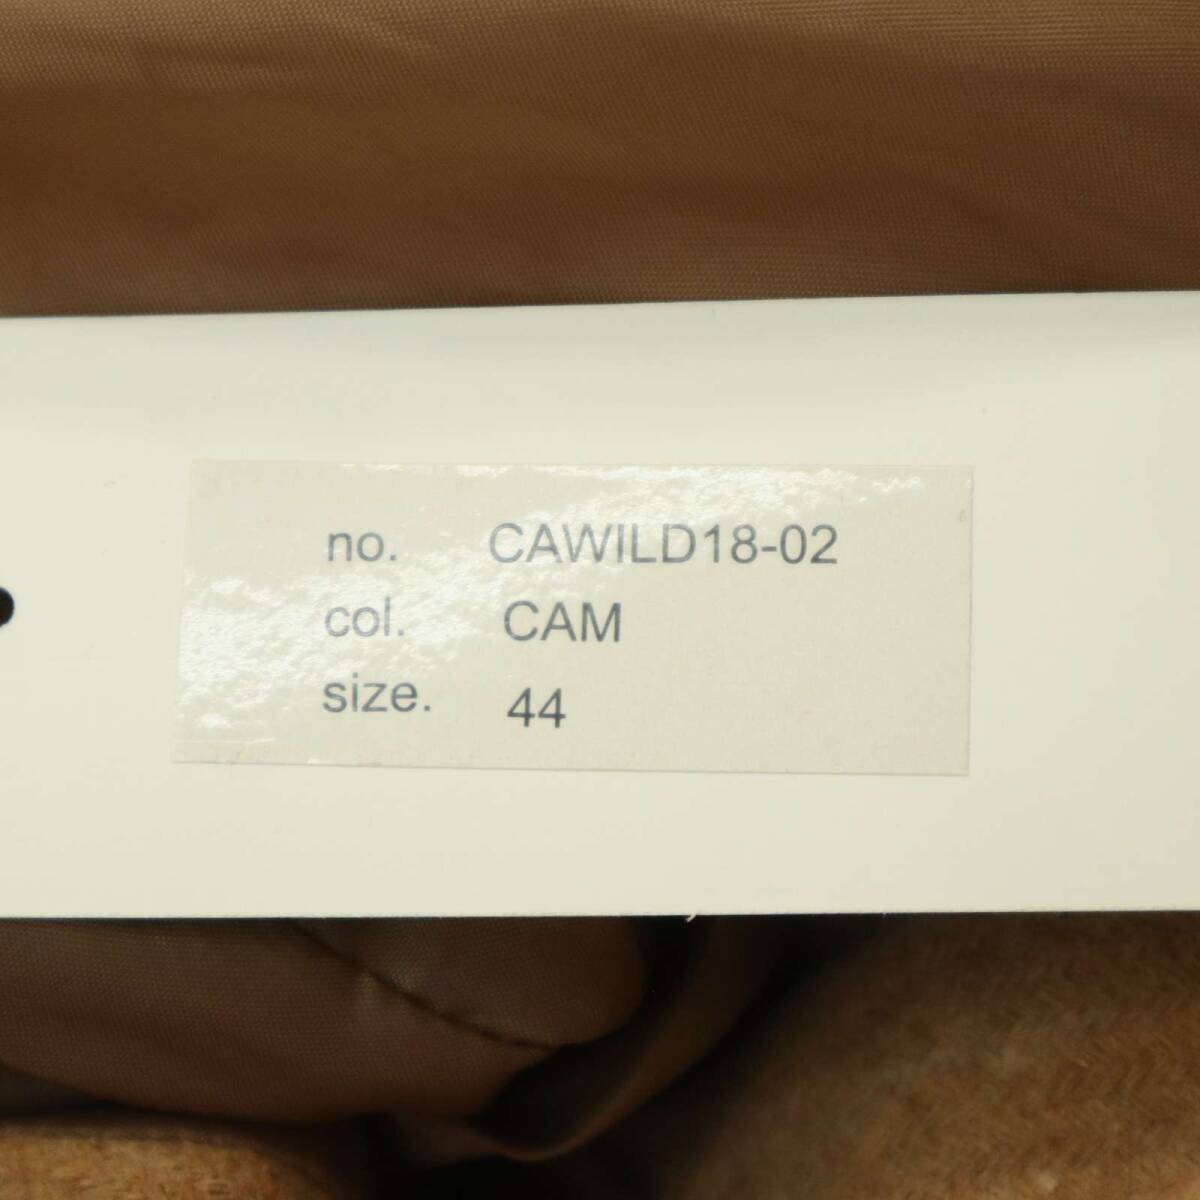 no. CAWILD18-02
col. CAM
size. 44